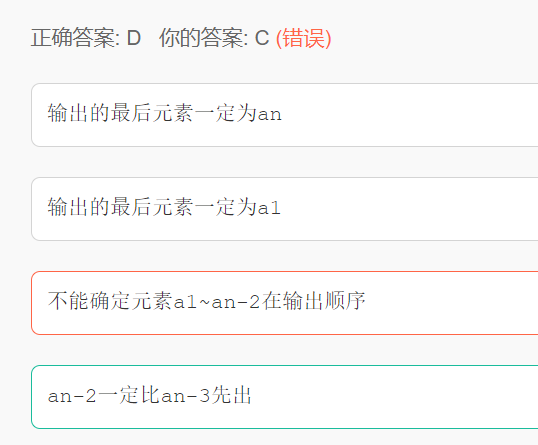 正确答案: D 你的答案: C (错误)
输出的最后元素一定为an
输出的最后元素一定为a1
不能确定元素a1~an-2在输出顺序
an-2一定比an-3先出